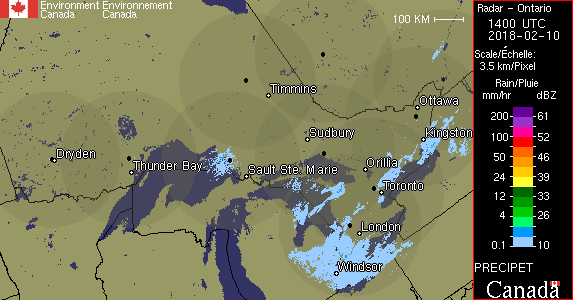 Environment Environnement
Canada Canada
100 KM
Timmins
Ottawa
Sudbury
Kingston
Dryden
Thunder Bay
Sault Ste. Marie
Orillia
Toronto
London
Windsor
Radar - Ontario
1400 UTC
2018-02-10
Scale/Échelle:
3.5 km/Pixel
Rain/Pluie
mm/hr dBZ
200 61
100 52
50 46
24 39
12 33
4 26
0.1 10
PRECIPET
Canada